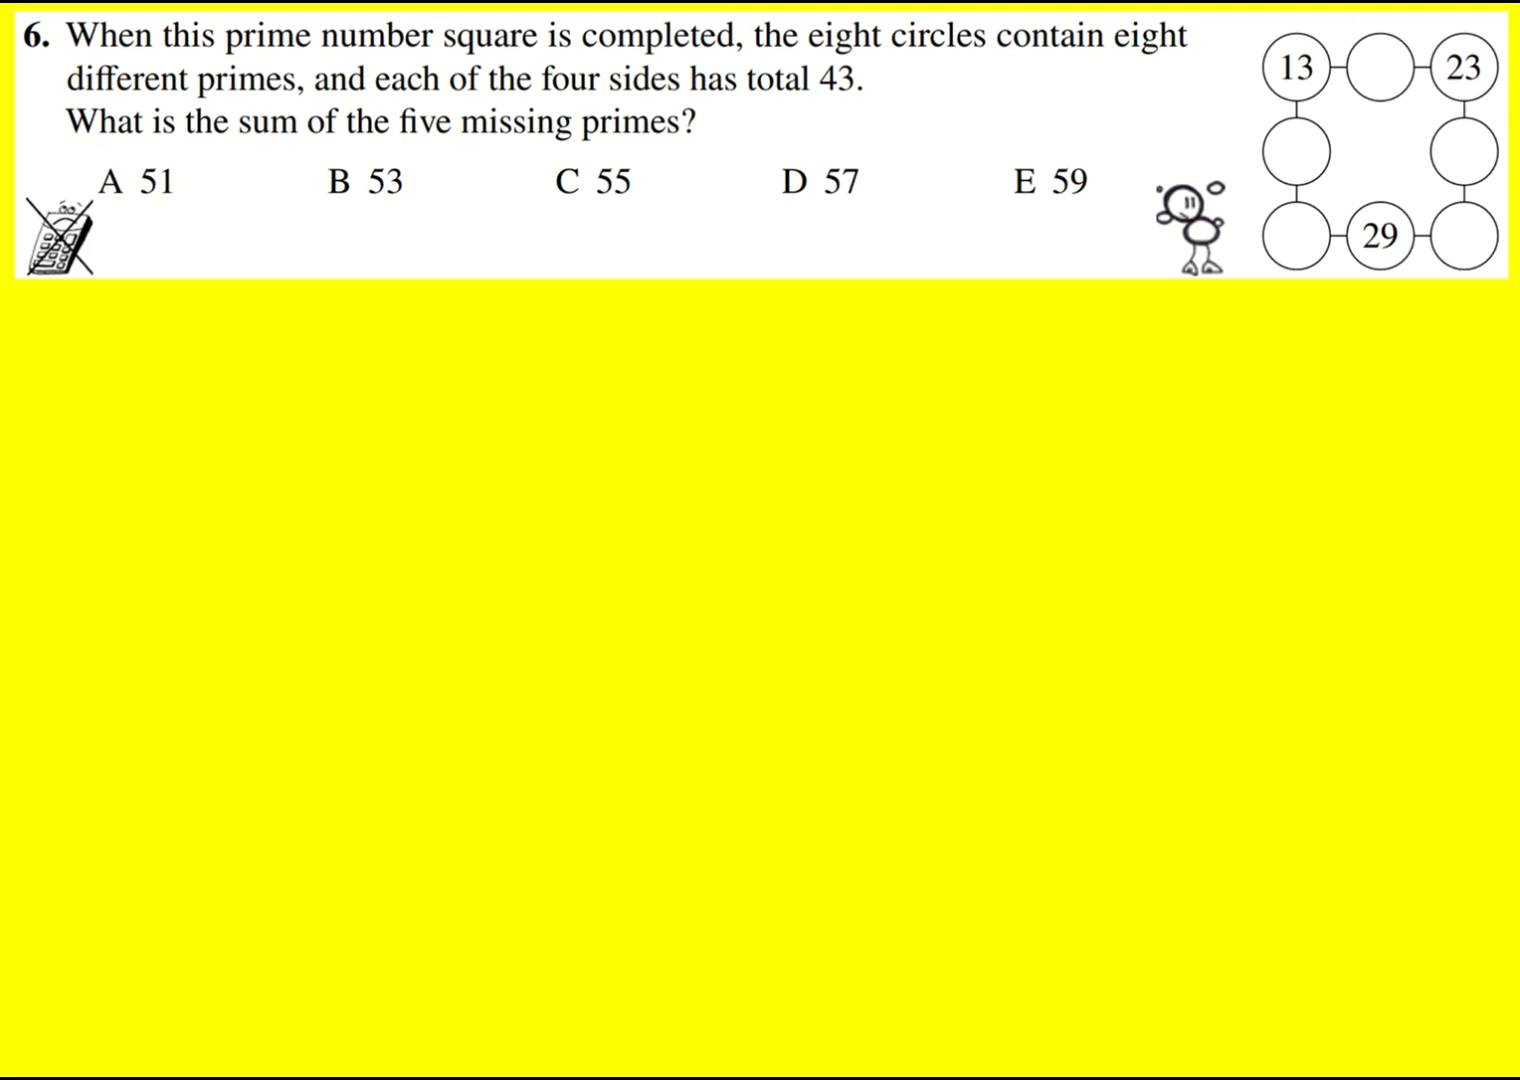 6. When this prime number square is completed, the eight circles contain eight
different primes, and each of the four sides has total 43.
What is the sum of the five missing primes?
A 51 B 53 C 55 D 57 E 59
13 23
29